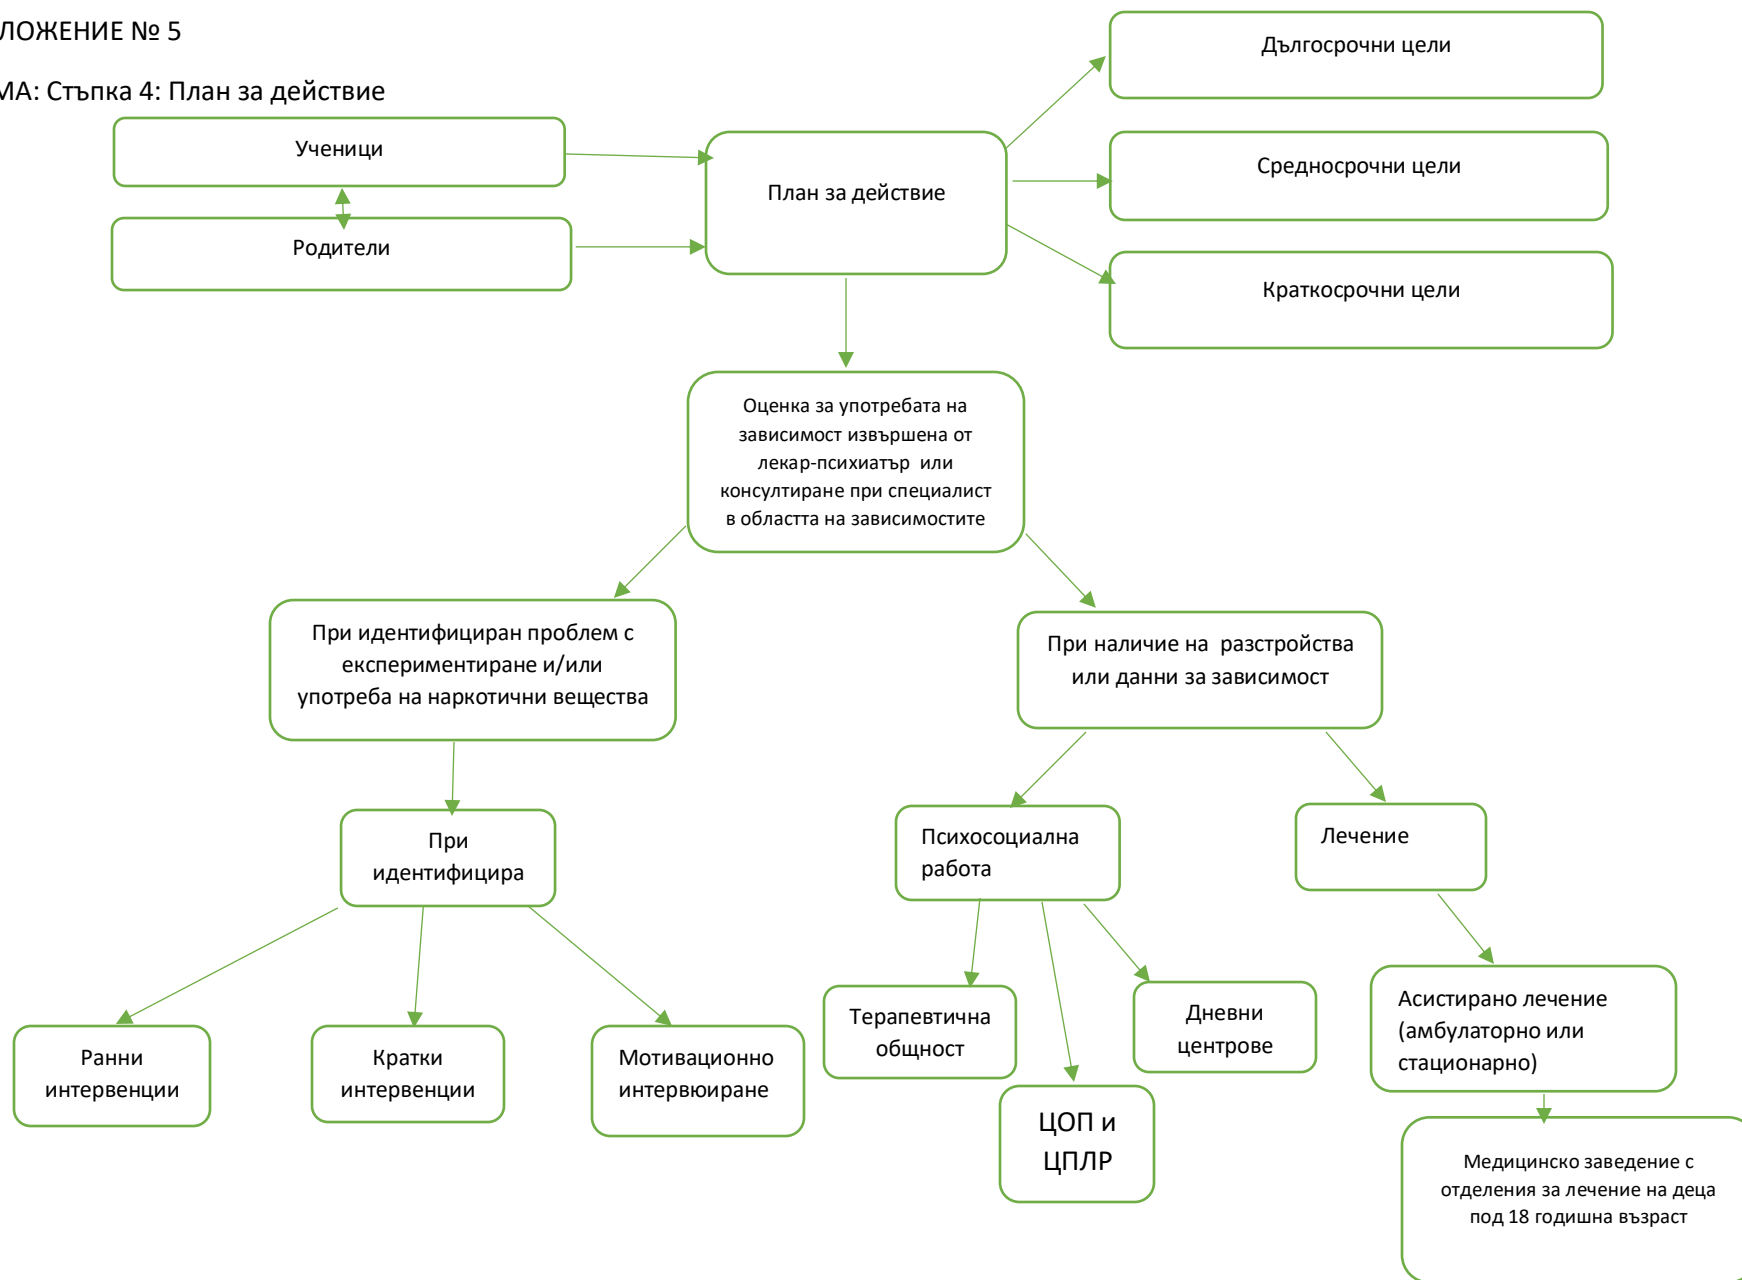 ЛОЖЕНИЕ № 5
МА: Стъпка 4: План за действие
Ученици
Родители
План за действие
Дългосрочни цели
Средносрочни цели
Краткосрочни цели
Оценка за употребата на
зависимост извършена от
лекар-психиатър или
консултиране при специалист
в областта на зависимостите
При идентифициран проблем с
експериментиране и/или
употреба на наркотични вещества
При наличие на разстройства
или данни за зависимост
При
идентифицира
Психосоциална
работа
Лечение
Ранни
интервенции
Кратки
интервенции
Мотивационно
интервюиране
Терапевтична
общност
ЦОП и
ЦПЛР
Дневни
центрове
Асистирано лечение
(амбулаторно или
стационарно)
Медицинско заведение с
отделения за лечение на деца
под 18 годишна възраст